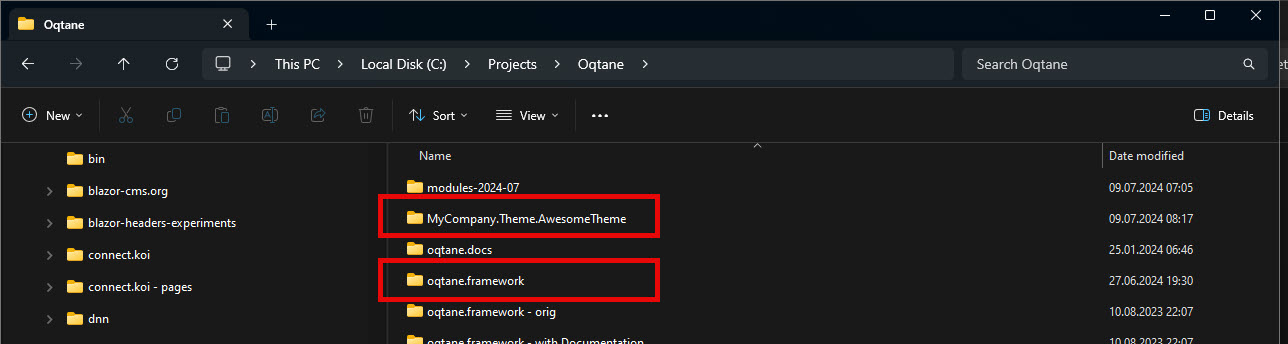 Oqtane
This PC > Local Disk (C:) > Projects > Oqtane >
Search Oqtane
et
New Sort View ... Details
Name Date modified
bin
blazor-cms.org
blazor-headers-experiments
connect.koi
connect.koi - pages
dnn
modules-2024-07 09.07.2024 07:05
MyCompany.Theme.AwesomeTheme 09.07.2024 08:17
oqtane.docs 25.01.2024 06:46
oqtane.framework 27.06.2024 19:30
oqtane.framework - orig 10.08.2023 22:07
oqtane.framework - with Documentation 10.08.2023 22:07